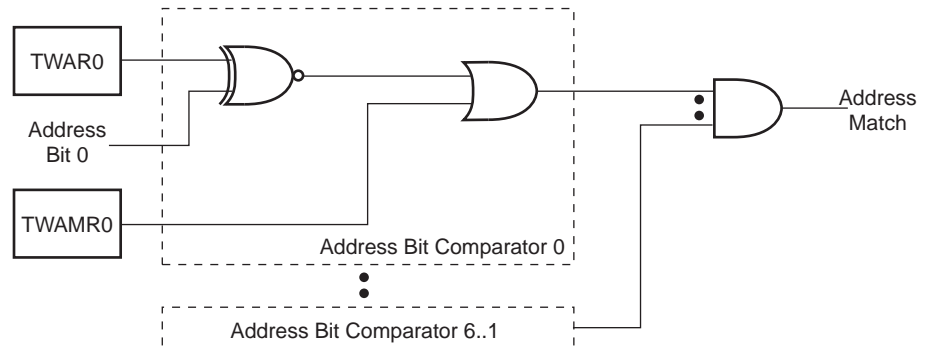 TWAR0
Address
Bit 0
TWAMR0
Address Bit Comparator 0
Address Bit Comparator 6..1
Address
Match